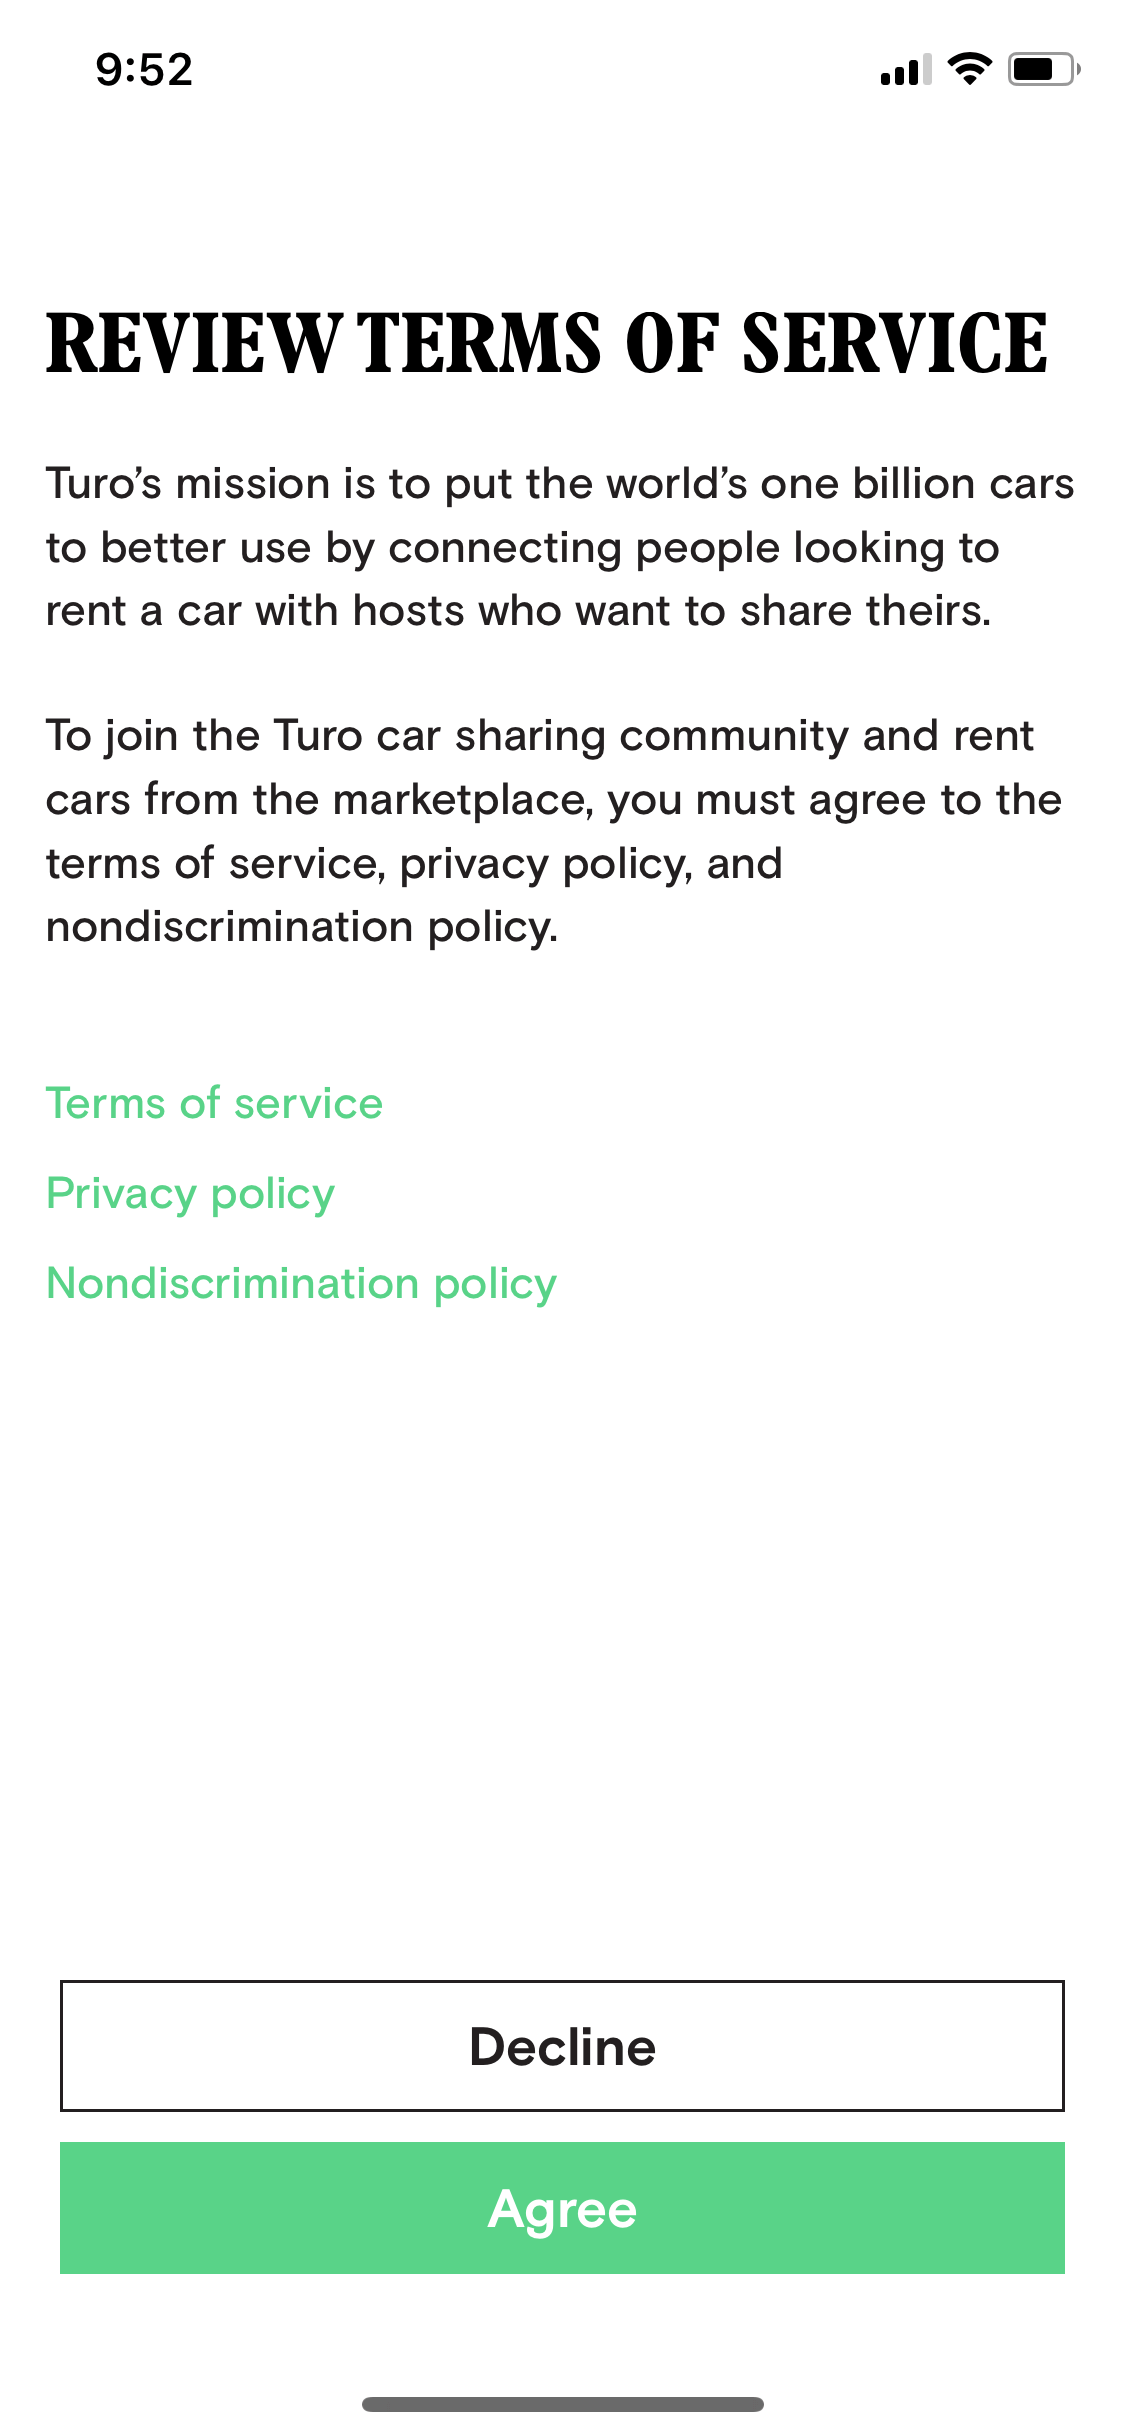 9:52
REVIEW TERMS OF SERVICE
Turo’s mission is to put the world’s one billion cars
to better use by connecting people looking to
rent a car with hosts who want to share theirs.
To join the Turo car sharing community and rent
cars from the marketplace, you must agree to the
terms of service, privacy policy, and
nondiscrimination policy.
Terms of service
Privacy policy
Nondiscrimination policy
Decline
Agree